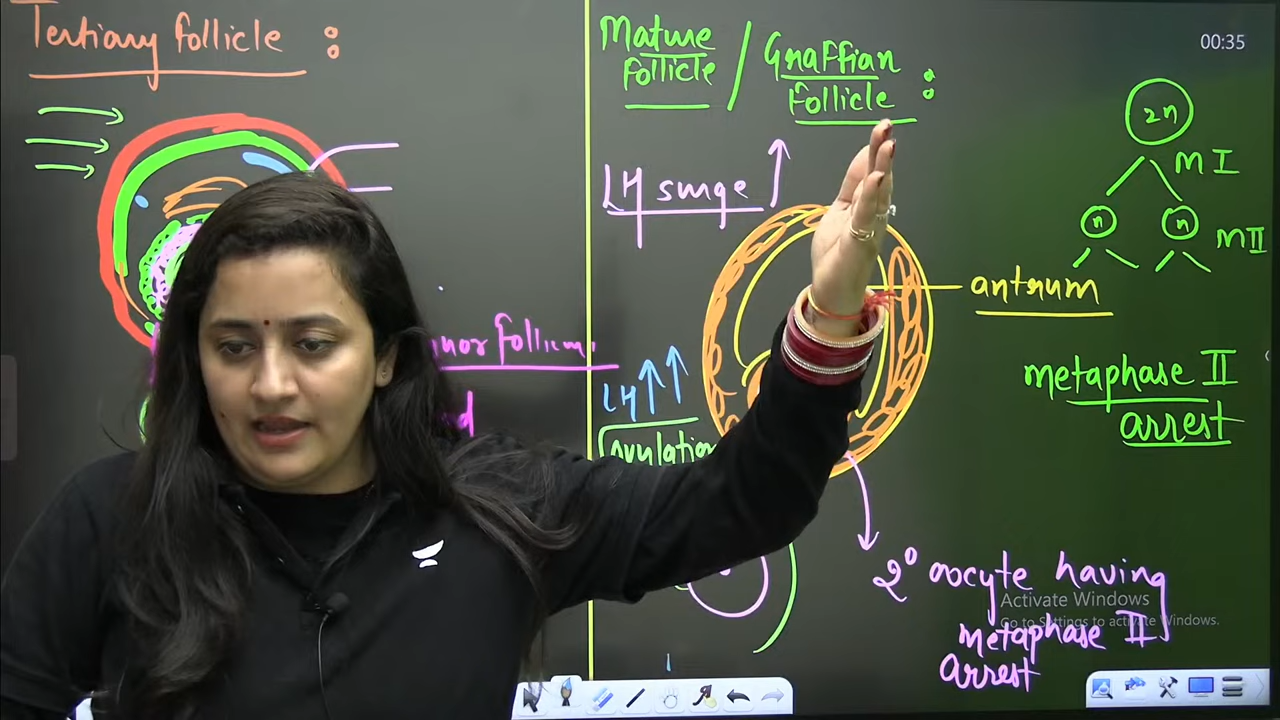 Tertiary follicle :
Mature
follicle / Graffian
follicle :
00:35
2n
M I
n n
M II
LH surge ↑
antrum
LH ↑↑
ovulation
metaphase II
arrest
2° oocyte having
metaphase II
arrest
Activate Windows
Go to Settings to activate Windows.